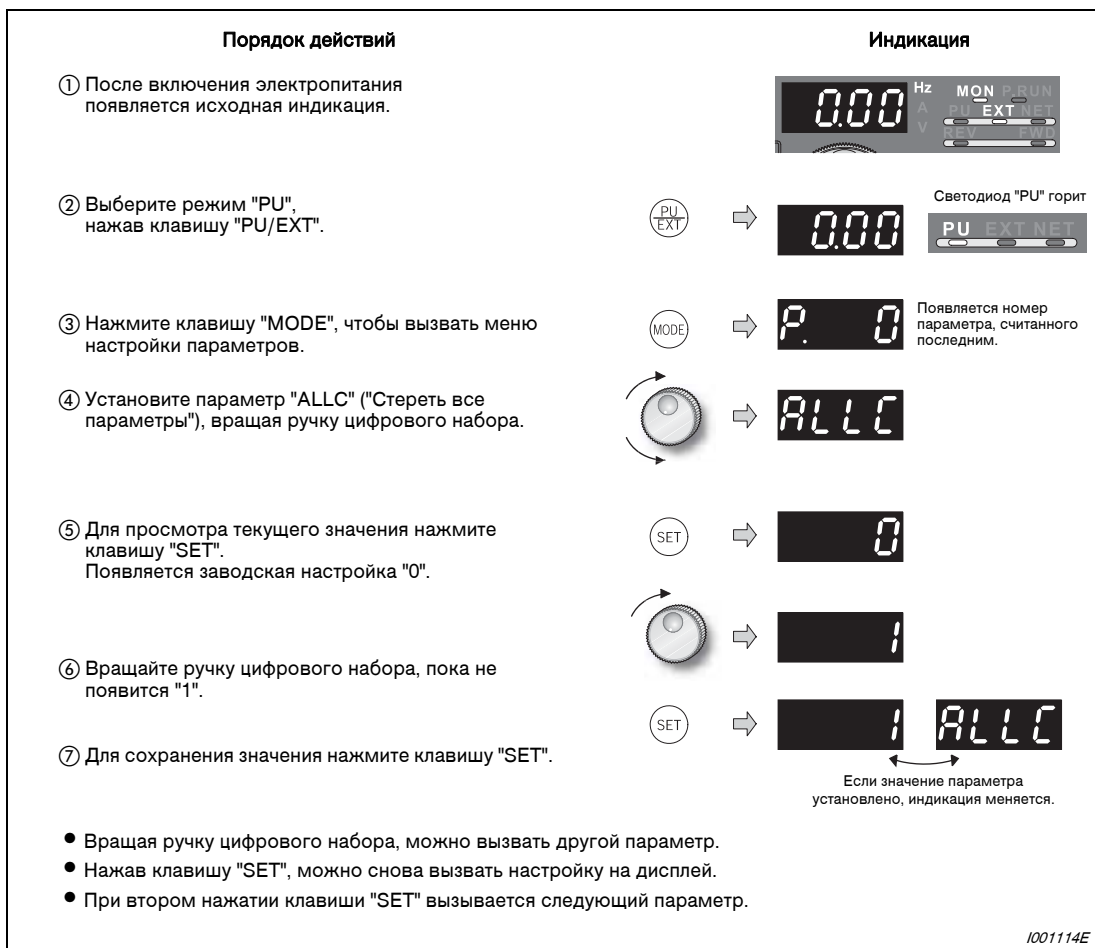 Порядок действий
Индикация
① После включения электропитания
появляется исходная индикация.
0.00 Hz MON P.RUN
A PU EXT NET
V REV FWD
② Выберите режим "PU",
нажав клавишу "PU/EXT".
PU
EXT
0.00
Светодиод "PU" горит
PU EXT NET
③ Нажмите клавишу "MODE", чтобы вызвать меню
настройки параметров.
MODE
P. 0
Появляется номер
параметра, считанного
последним.
④ Установите параметр "ALLC" ("Стереть все
параметры"), вращая ручку цифрового набора.
ALLC
⑤ Для просмотра текущего значения нажмите
клавишу "SET".
Появляется заводская настройка "0".
SET
0
1
⑥ Вращайте ручку цифрового набора, пока не
появится "1".
SET
1 ALLC
⑦ Для сохранения значения нажмите клавишу "SET".
Если значение параметра
установлено, индикация меняется.
● Вращая ручку цифрового набора, можно вызвать другой параметр.
● Нажав клавишу "SET", можно снова вызвать настройку на дисплей.
● При втором нажатии клавиши "SET" вызывается следующий параметр.
I001114E